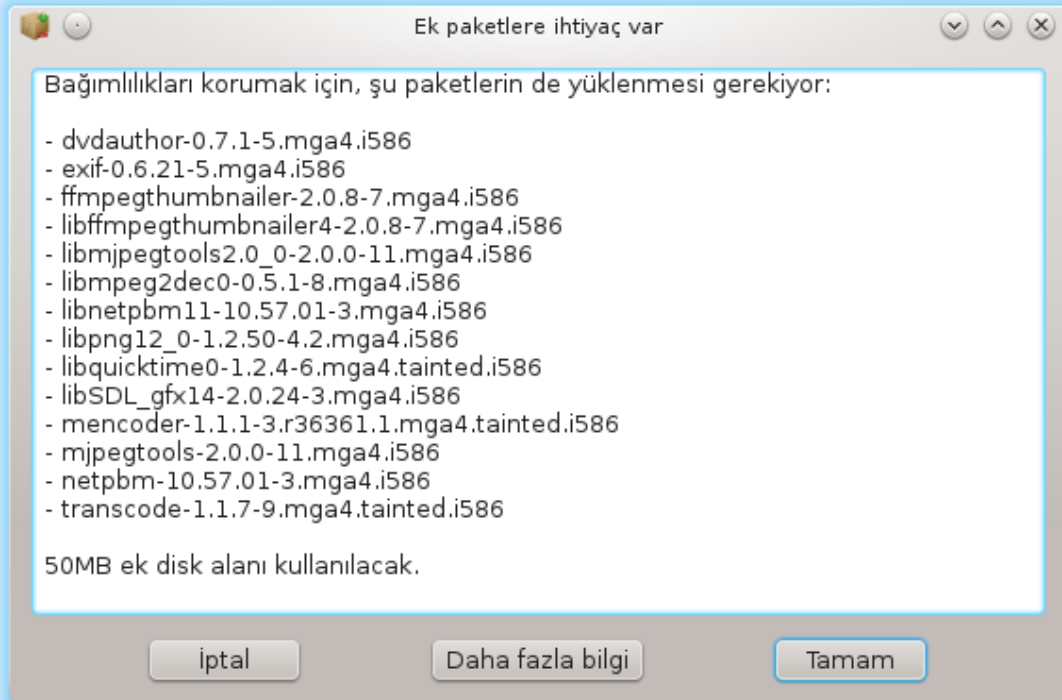 Ek paketlere ihtiyaç var
Bağımlılıkları korumak için, şu paketlerin de yüklenmesi gerekiyor:
- dvdauthor-0.7.1-5.mga4.i586
- exif-0.6.21-5.mga4.i586
- ffmpegthumbnailer-2.0.8-7.mga4.i586
- libffmpegthumbnailer4-2.0.8-7.mga4.i586
- libmjpegtools2.0_0-2.0.0-11.mga4.i586
- libmpeg2dec0-0.5.1-8.mga4.i586
- libnetpbm11-10.57.01-3.mga4.i586
- libpng12_0-1.2.50-4.2.mga4.i586
- libquicktime0-1.2.4-6.mga4.tainted.i586
- libSDL_gfx14-2.0.24-3.mga4.i586
- mencoder-1.1.1-3.r36361.1.mga4.tainted.i586
- mjpegtools-2.0.0-11.mga4.i586
- netpbm-10.57.01-3.mga4.i586
- transcode-1.1.7-9.mga4.tainted.i586
50MB ek disk alanı kullanılacak.
İptal
Daha fazla bilgi
Tamam